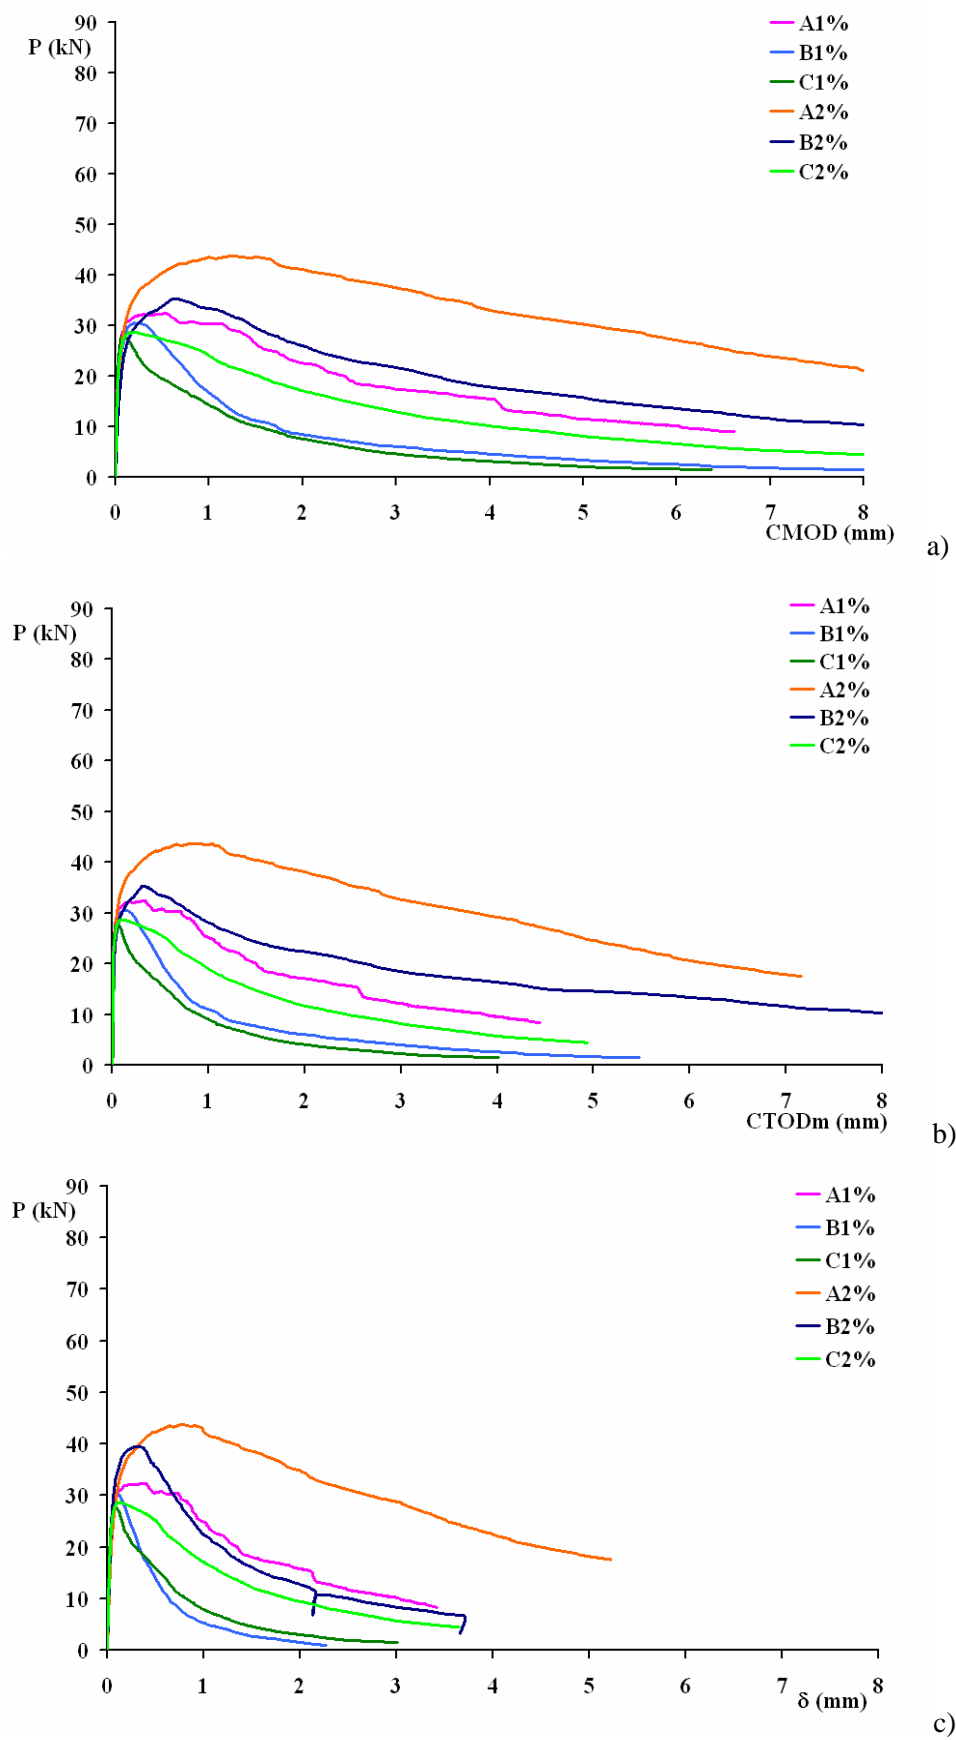 90
P (kN)
80
70
60
50
40
30
20
10
0
0 1 2 3 4 5 6 7 8
CMOD (mm)
A1%
B1%
C1%
A2%
B2%
C2%
a)
90
P (kN)
80
70
60
50
40
30
20
10
0
0 1 2 3 4 5 6 7 8
CTODm (mm)
A1%
B1%
C1%
A2%
B2%
C2%
b)
90
P (kN)
80
70
60
50
40
30
20
10
0
0 1 2 3 4 5 6 7 8
δ (mm)
A1%
B1%
C1%
A2%
B2%
C2%
c)